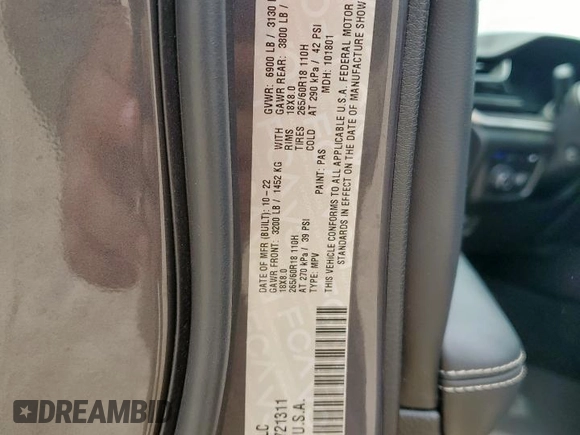 DATE OF MFR (BUILT): 10-22 GVWR: 6900 LB / 3130
GAWR FRONT: 3200 LB / 1452 KG WITH GAWR REAR: 3800 LB
18X8.0 RIMS 18X8.0
265/60R18 110H TIRES 265/60R18 110H
AT 270 kPa / 39 PSI COLD AT 290 kPa / 42 PSI
TYPE: MPV PAINT: PAS MDH: 101801
THIS VEHICLE CONFORMS TO ALL APPLICABLE U.S.A. FEDERAL MOTOR
STANDARDS IN EFFECT ON THE DATE OF MANUFACTURE SHOW
LC
721311
U.S.A.
DREAMBID
DREAMBID